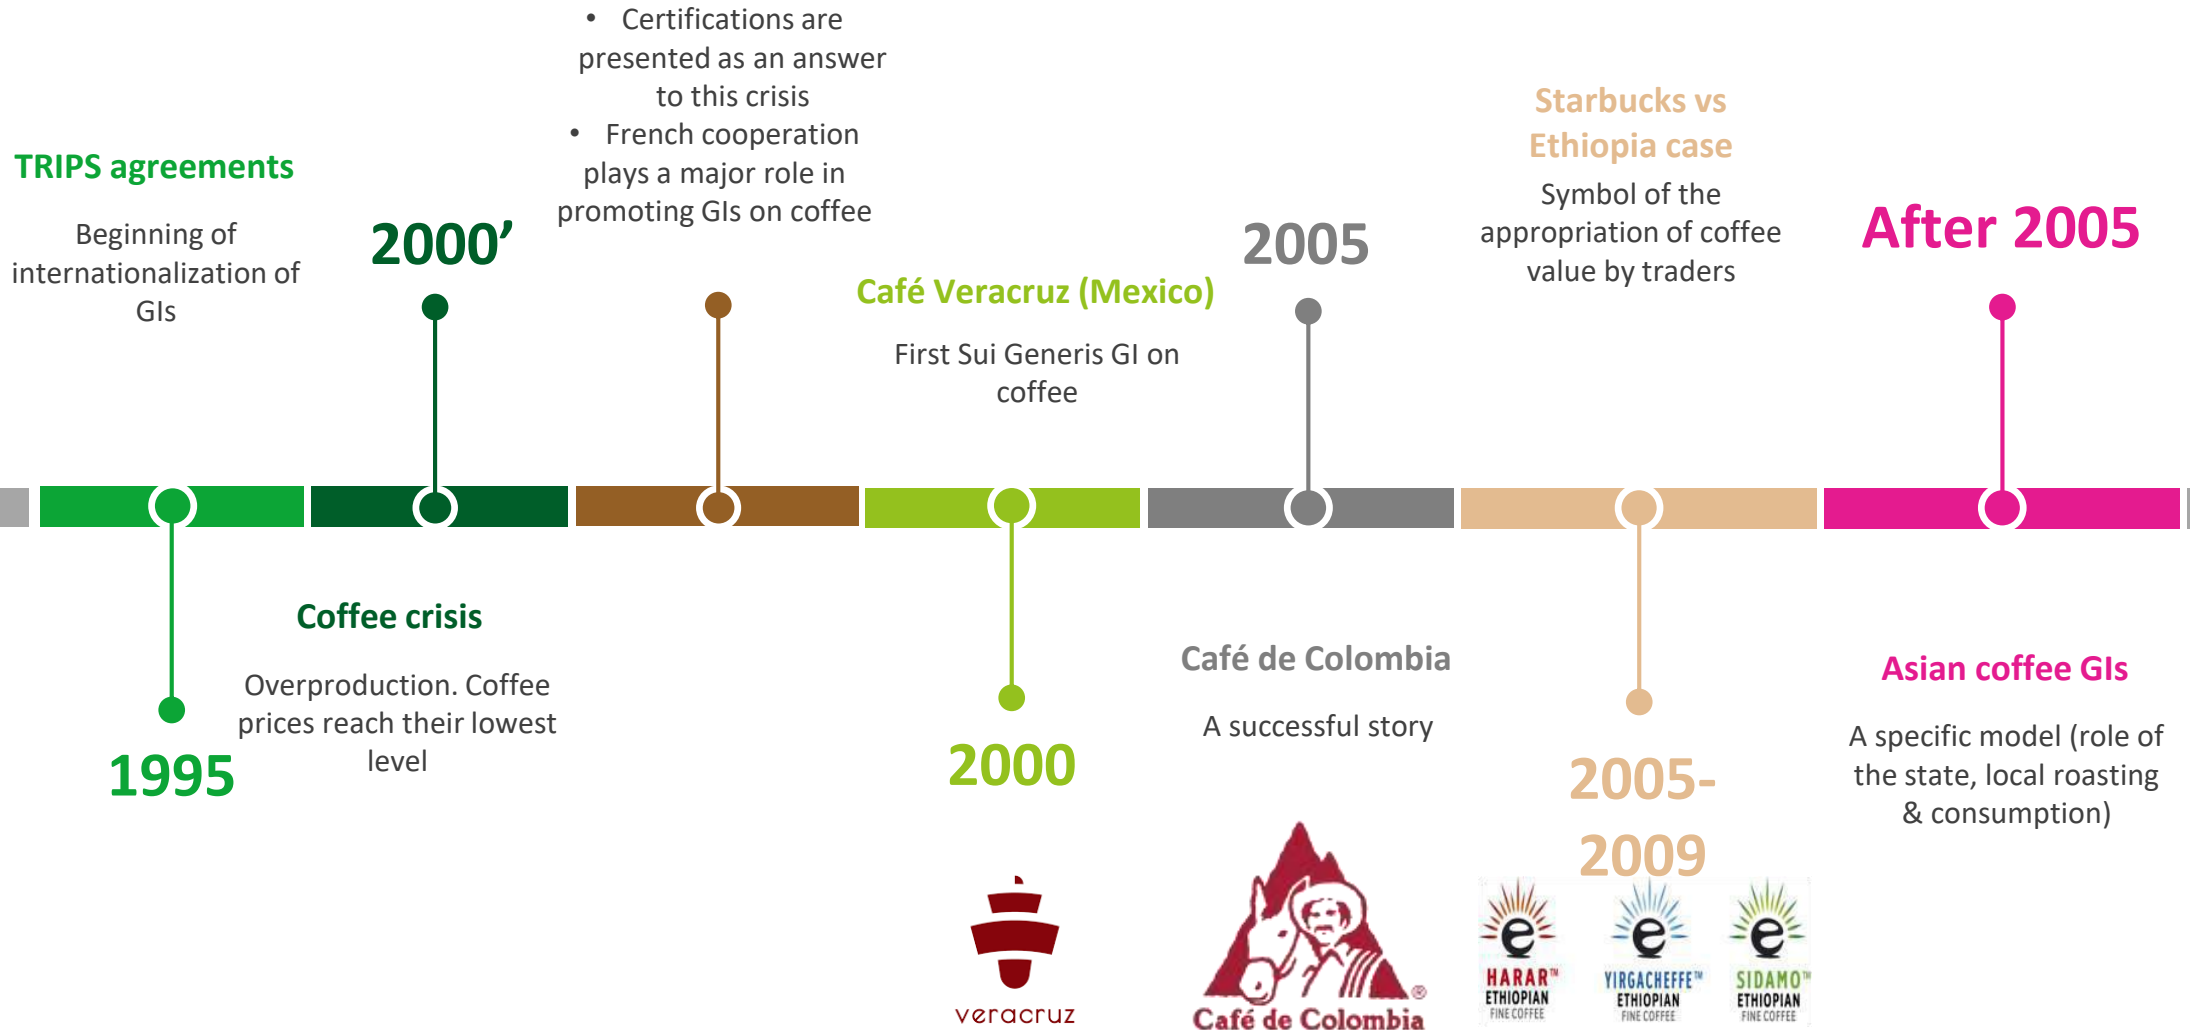 TRIPS agreements
Beginning of
internationalization of
GIs
1995
2000’
Coffee crisis
Overproduction. Coffee
prices reach their lowest
level
• Certifications are
presented as an answer
to this crisis
• French cooperation
plays a major role in
promoting GIs on coffee
Café Veracruz (Mexico)
First Sui Generis GI on
coffee
2000
veracruz
2005
Café de Colombia
A successful story
®
Café de Colombia
Starbucks vs
Ethiopia case
Symbol of the
appropriation of coffee
value by traders
2005-
2009
e
HARAR™
ETHIOPIAN
FINE COFFEE
e
YIRGACHEFFE™
ETHIOPIAN
FINE COFFEE
e
SIDAMO™
ETHIOPIAN
FINE COFFEE
After 2005
Asian coffee GIs
A specific model (role of
the state, local roasting
& consumption)